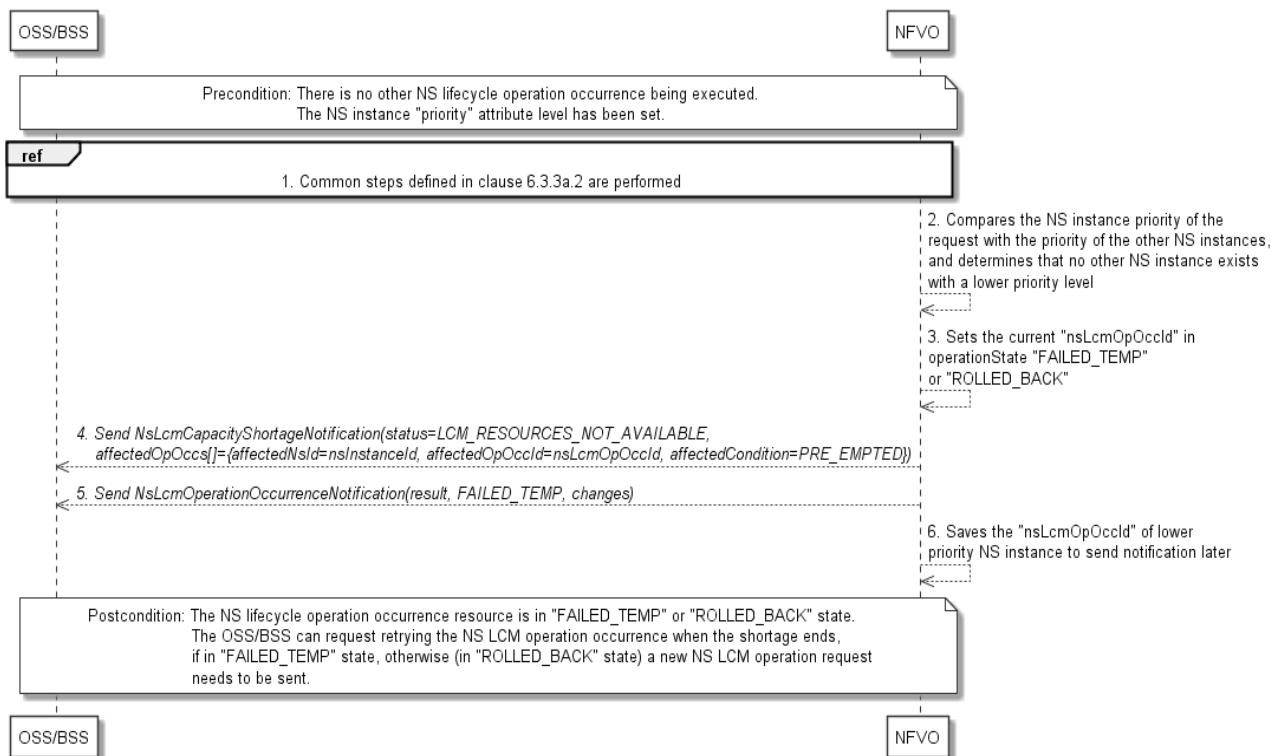 OSS/BSS
NFVO
Precondition: There is no other NS lifecycle operation occurrence being executed.
The NS instance "priority" attribute level has been set.
ref
1. Common steps defined in clause 6.3.3a.2 are performed
2. Compares the NS instance priority of the
request with the priority of the other NS instances,
and determines that no other NS instance exists
with a lower priority level
3. Sets the current "nsLcmOpOccId" in
operationState "FAILED_TEMP"
or "ROLLED_BACK"
4. Send NsLcmCapacityShortageNotification(status=LCM_RESOURCES_NOT_AVAILABLE,
affectedOpOccs[]={affectedNsId=nsInstanceId, affectedOpOccId=nsLcmOpOccId, affectedCondition=PRE_EMPTED})
5. Send NsLcmOperationOccurrenceNotification(result, FAILED_TEMP, changes)
6. Saves the "nsLcmOpOccId" of lower
priority NS instance to send notification later
Postcondition: The NS lifecycle operation occurrence resource is in "FAILED_TEMP" or "ROLLED_BACK" state.
The OSS/BSS can request retrying the NS LCM operation occurrence when the shortage ends,
if in "FAILED_TEMP" state, otherwise (in "ROLLED_BACK" state) a new NS LCM operation request
needs to be sent.
OSS/BSS
NFVO